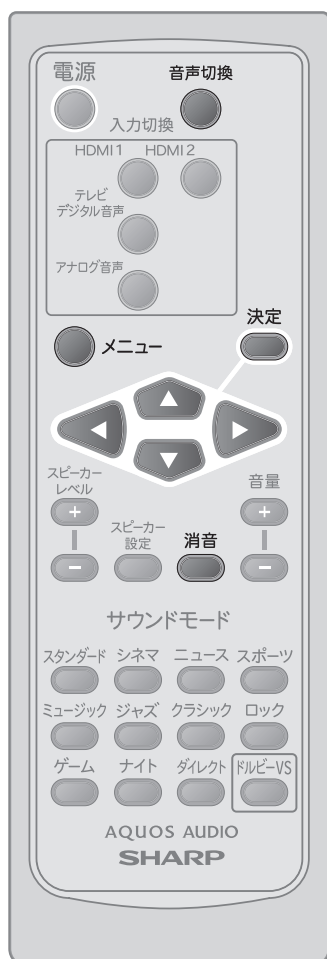 電源 音声切換
入力切換
HDMI1 HDMI2
テレビ
デジタル音声
アナログ音声
決定
メニュー
スピーカー
レベル
音量
+ +
スピーカー
設定
消音
− −
サウンドモード
スタンダード シネマ ニュース スポーツ
ミュージック ジャズ クラシック ロック
ゲーム ナイト ダイレクト ドルビーVS
AQUOS AUDIO
SHARP